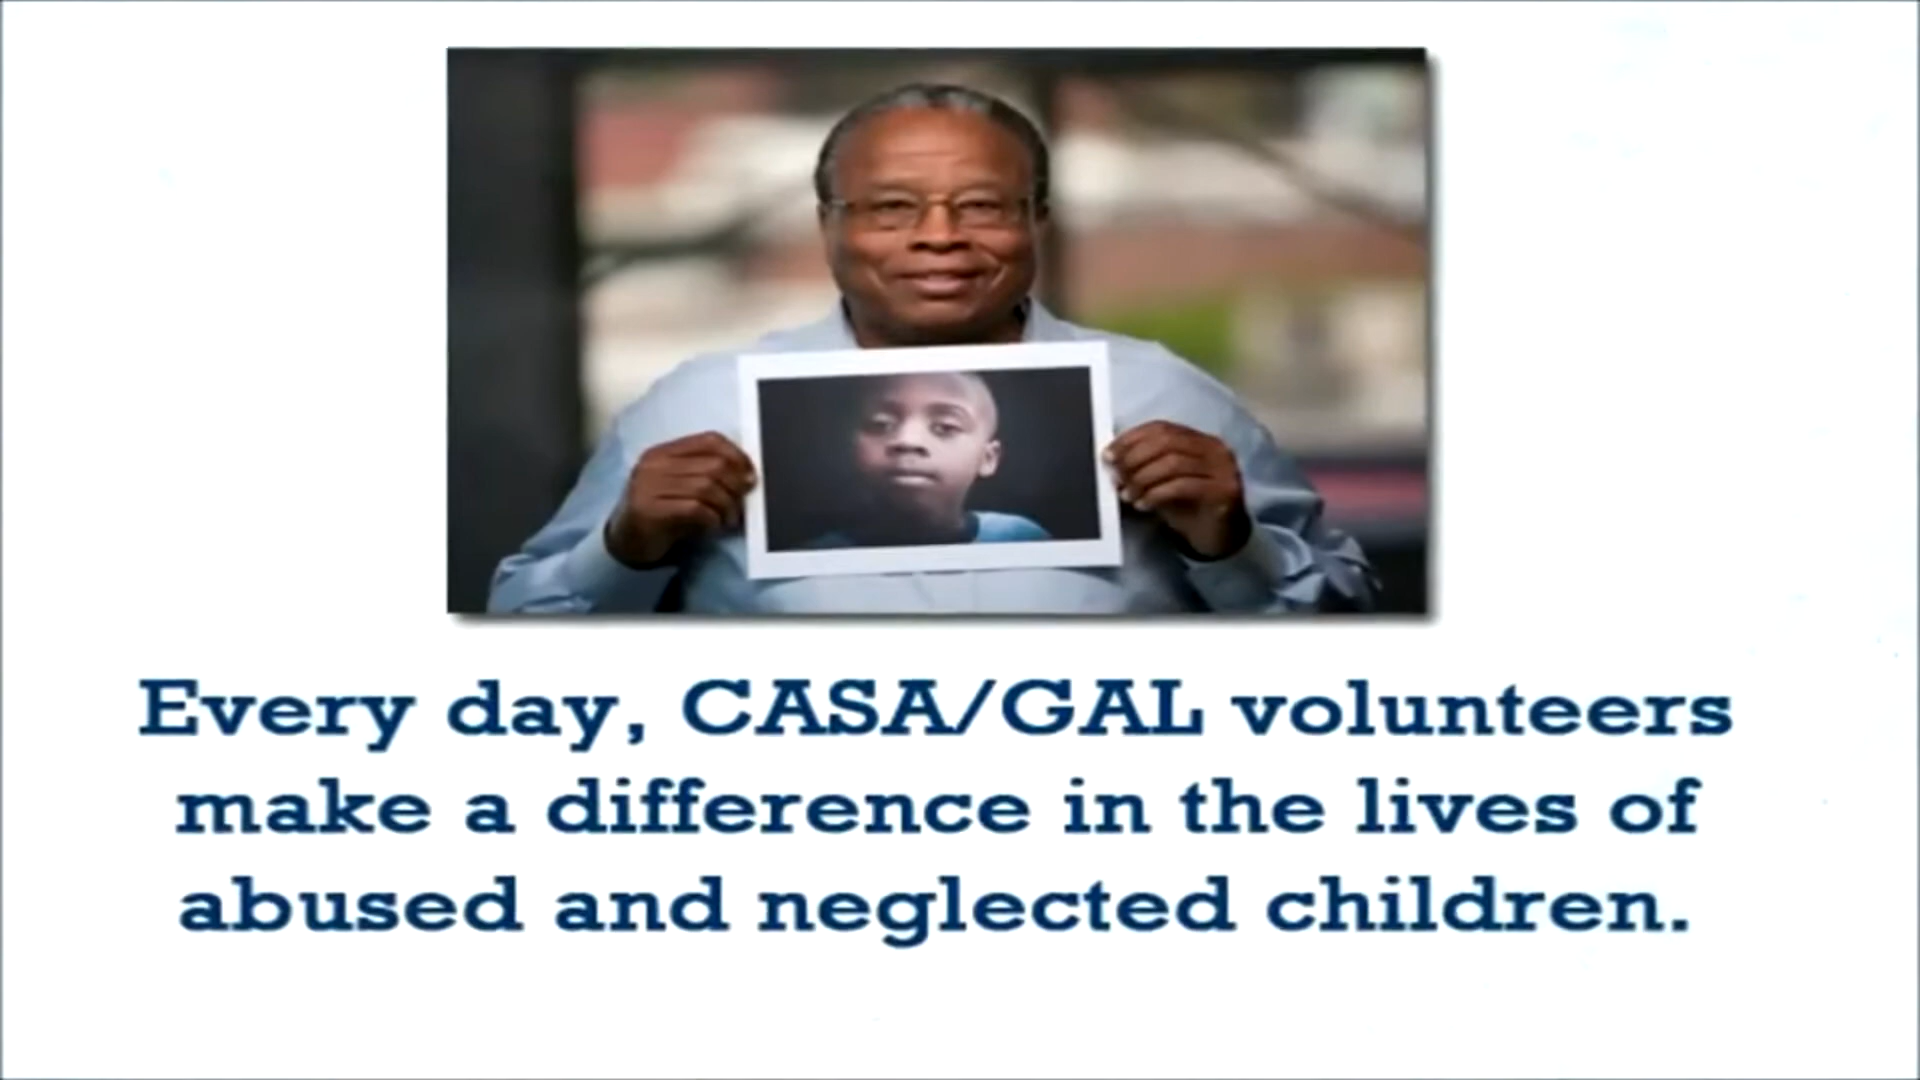 Every day, CASA/GAL volunteers
make a difference in the lives of
abused and neglected children.